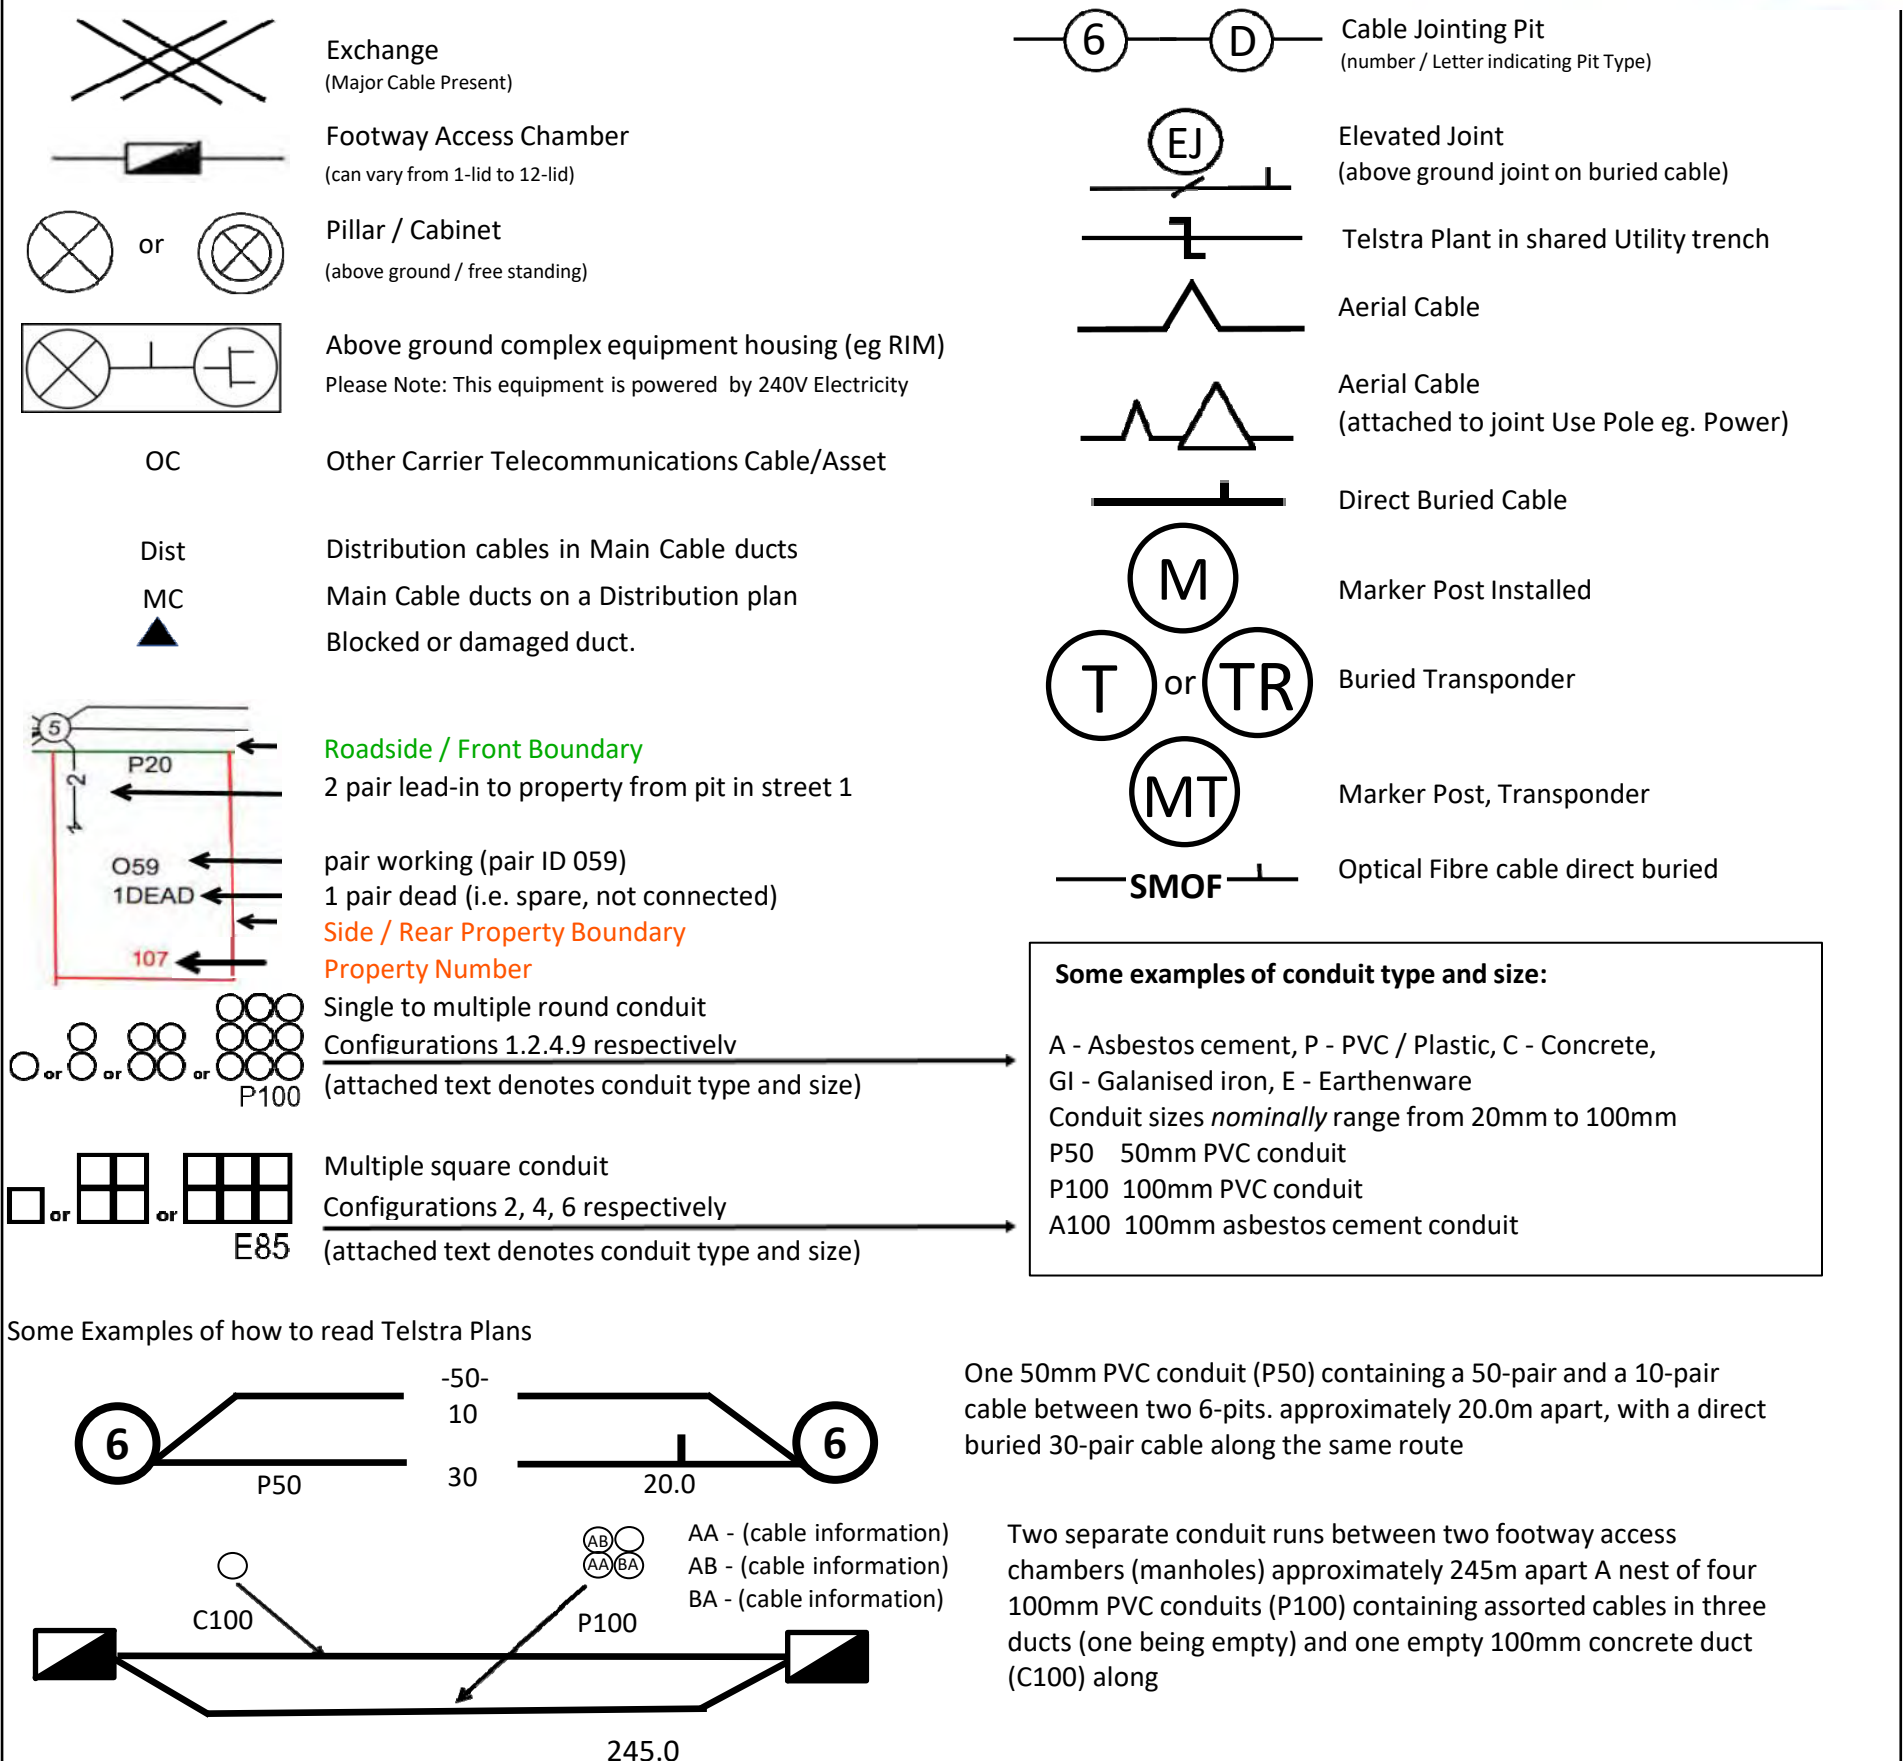 Exchange
(Major Cable Present)
Footway Access Chamber
(can vary from 1-lid to 12-lid)
or
Pillar / Cabinet
(above ground / free standing)
Above ground complex equipment housing (eg RIM)
Please Note: This equipment is powered by 240V Electricity
OC
Other Carrier Telecommunications Cable/Asset
Dist
Distribution cables in Main Cable ducts
MC
Main Cable ducts on a Distribution plan
Blocked or damaged duct.
5
P20
2
O59
1DEAD
107
Roadside / Front Boundary
2 pair lead-in to property from pit in street 1
pair working (pair ID 059)
1 pair dead (i.e. spare, not connected)
Side / Rear Property Boundary
Property Number
or or or
P100
Single to multiple round conduit
Configurations 1.2.4.9 respectively
(attached text denotes conduit type and size)
or or
E85
Multiple square conduit
Configurations 2, 4, 6 respectively
(attached text denotes conduit type and size)
6 D
Cable Jointing Pit
(number / Letter indicating Pit Type)
EJ
Elevated Joint
(above ground joint on buried cable)
Telstra Plant in shared Utility trench
Aerial Cable
Aerial Cable
(attached to joint Use Pole eg. Power)
Direct Buried Cable
M
Marker Post Installed
T or TR
Buried Transponder
MT
Marker Post, Transponder
SMOF
Optical Fibre cable direct buried
Some examples of conduit type and size:
A - Asbestos cement, P - PVC / Plastic, C - Concrete,
GI - Galanised iron, E - Earthenware
Conduit sizes nominally range from 20mm to 100mm
P50 50mm PVC conduit
P100 100mm PVC conduit
A100 100mm asbestos cement conduit
Some Examples of how to read Telstra Plans
-50-
10
6 6
P50 30 20.0
One 50mm PVC conduit (P50) containing a 50-pair and a 10-pair
cable between two 6-pits. approximately 20.0m apart, with a direct
buried 30-pair cable along the same route
AB
AA BA
C100
P100
AA - (cable information)
AB - (cable information)
BA - (cable information)
245.0
Two separate conduit runs between two footway access
chambers (manholes) approximately 245m apart A nest of four
100mm PVC conduits (P100) containing assorted cables in three
ducts (one being empty) and one empty 100mm concrete duct
(C100) along